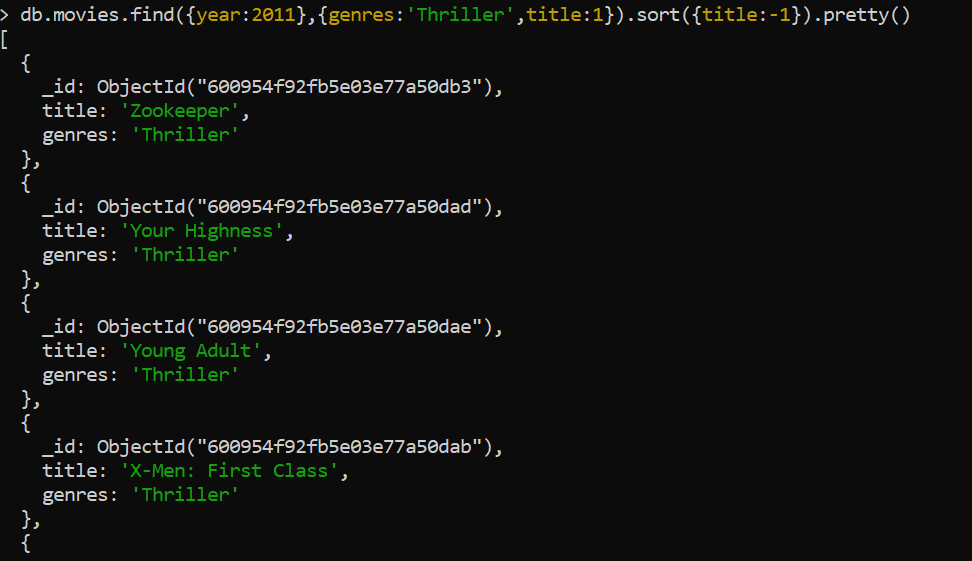 > db.movies.find({year:2011},{genres:'Thriller',title:1}).sort({title:-1}).pretty()
[
  {
    _id: ObjectId("600954f92fb5e03e77a50db3"),
    title: 'Zookeeper',
    genres: 'Thriller'
  },
  {
    _id: ObjectId("600954f92fb5e03e77a50dad"),
    title: 'Your Highness',
    genres: 'Thriller'
  },
  {
    _id: ObjectId("600954f92fb5e03e77a50dae"),
    title: 'Young Adult',
    genres: 'Thriller'
  },
  {
    _id: ObjectId("600954f92fb5e03e77a50dab"),
    title: 'X-Men: First Class',
    genres: 'Thriller'
  },
  {